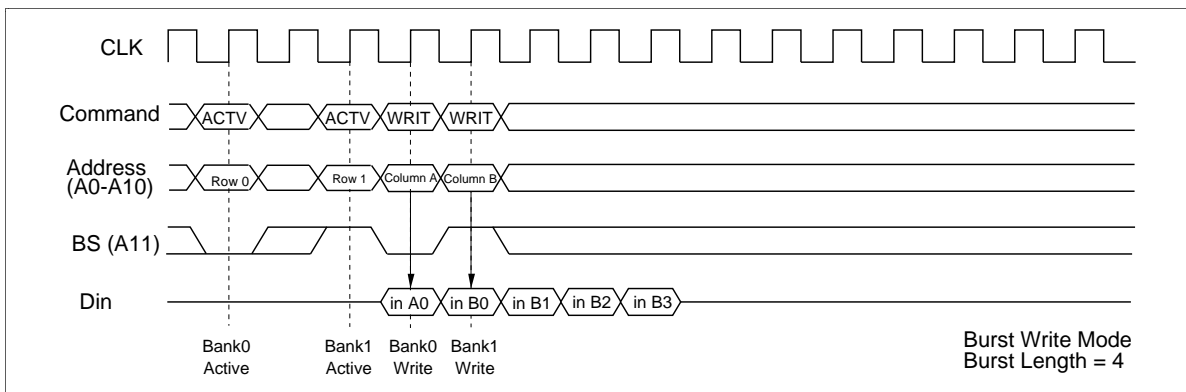 CLK
Command
ACTV
ACTV
WRIT
WRIT
Address
(A0-A10)
Row 0
Row 1
Column A
Column B
BS (A11)
Din
in A0
in B0
in B1
in B2
in B3
Bank0
Active
Bank1
Active
Bank0
Write
Bank1
Write
Burst Write Mode
Burst Length = 4